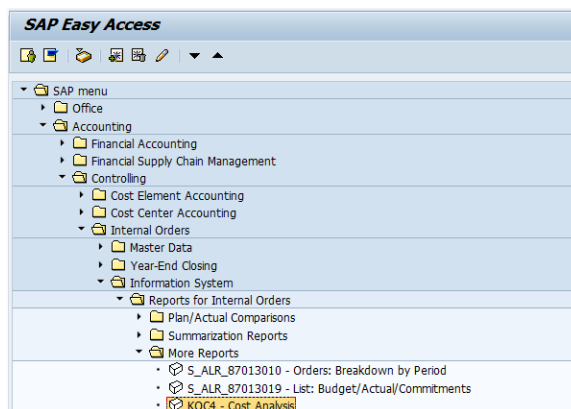 SAP Easy Access
SAP menu
Office
Accounting
Financial Accounting
Financial Supply Chain Management
Controlling
Cost Element Accounting
Cost Center Accounting
Internal Orders
Master Data
Year-End Closing
Information System
Reports for Internal Orders
Plan/Actual Comparisons
Summarization Reports
More Reports
S_ALR_87013010 - Orders: Breakdown by Period
S_ALR_87013019 - List: Budget/Actual/Commitments
KOC4 - Cost Analysis